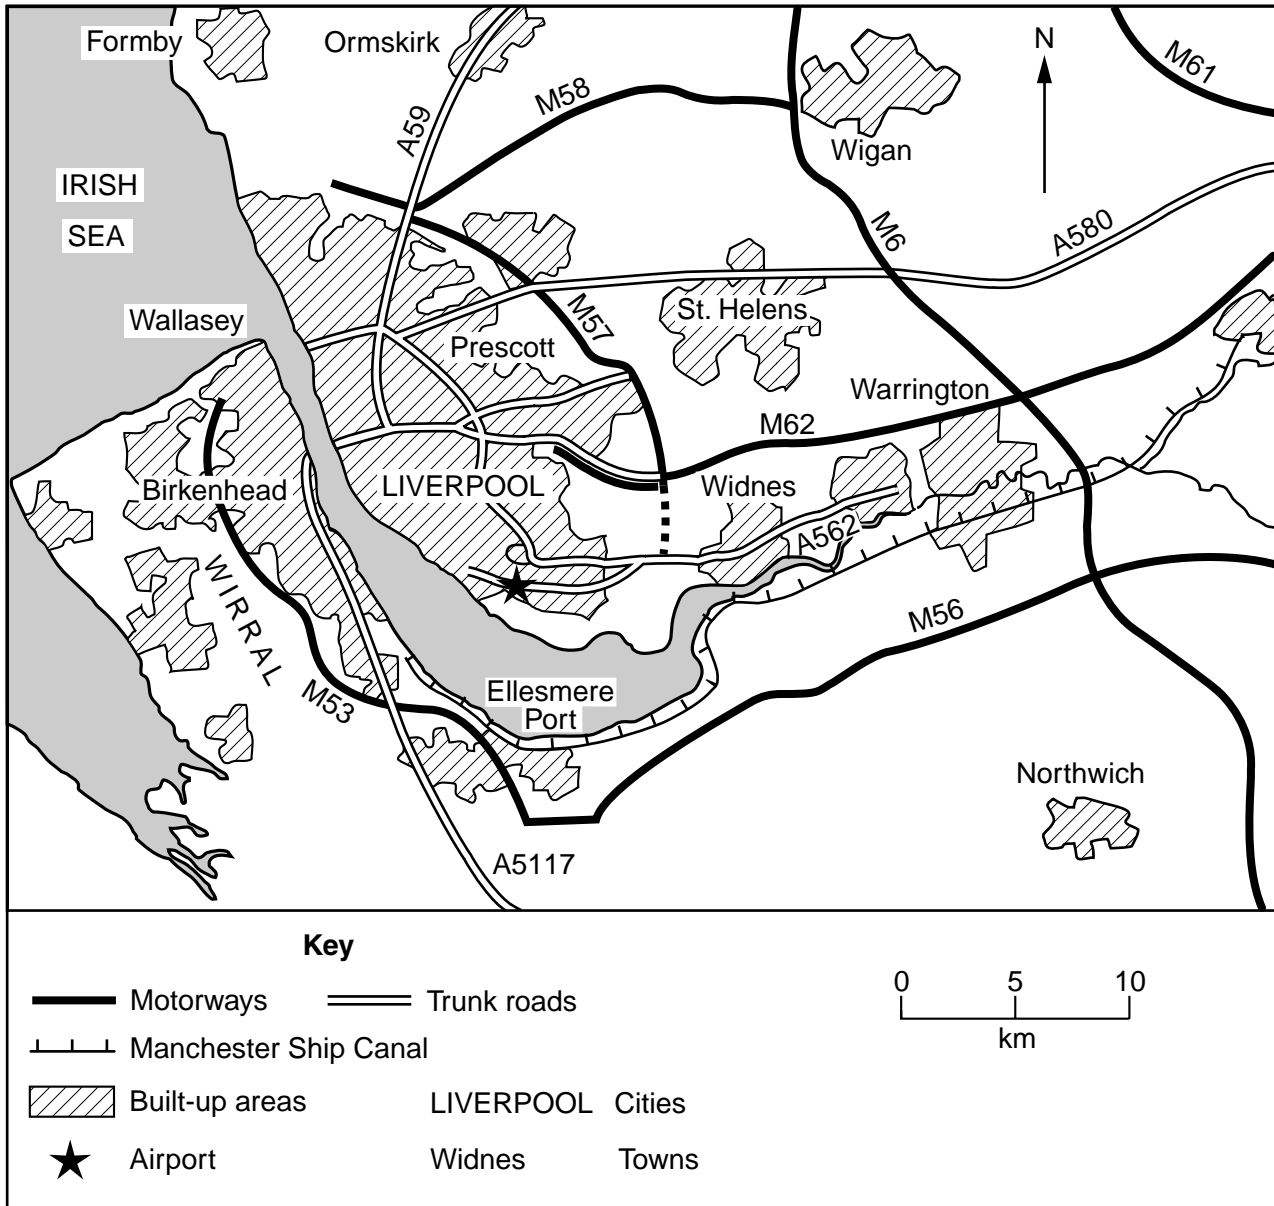 Formby
Ormskirk
N
M61
M58
A59
Wigan
IRISH
SEA
M6
A580
Wallasey
M57
St. Helens
Prescott
Warrington
M62
Birkenhead
LIVERPOOL
Widnes
A562
WIRRAL
M56
M53
Ellesmere
Port
Northwich
A5117
Key
Motorways
Trunk roads
0 5 10
km
Manchester Ship Canal
Built-up areas
LIVERPOOL Cities
Airport
Widnes Towns